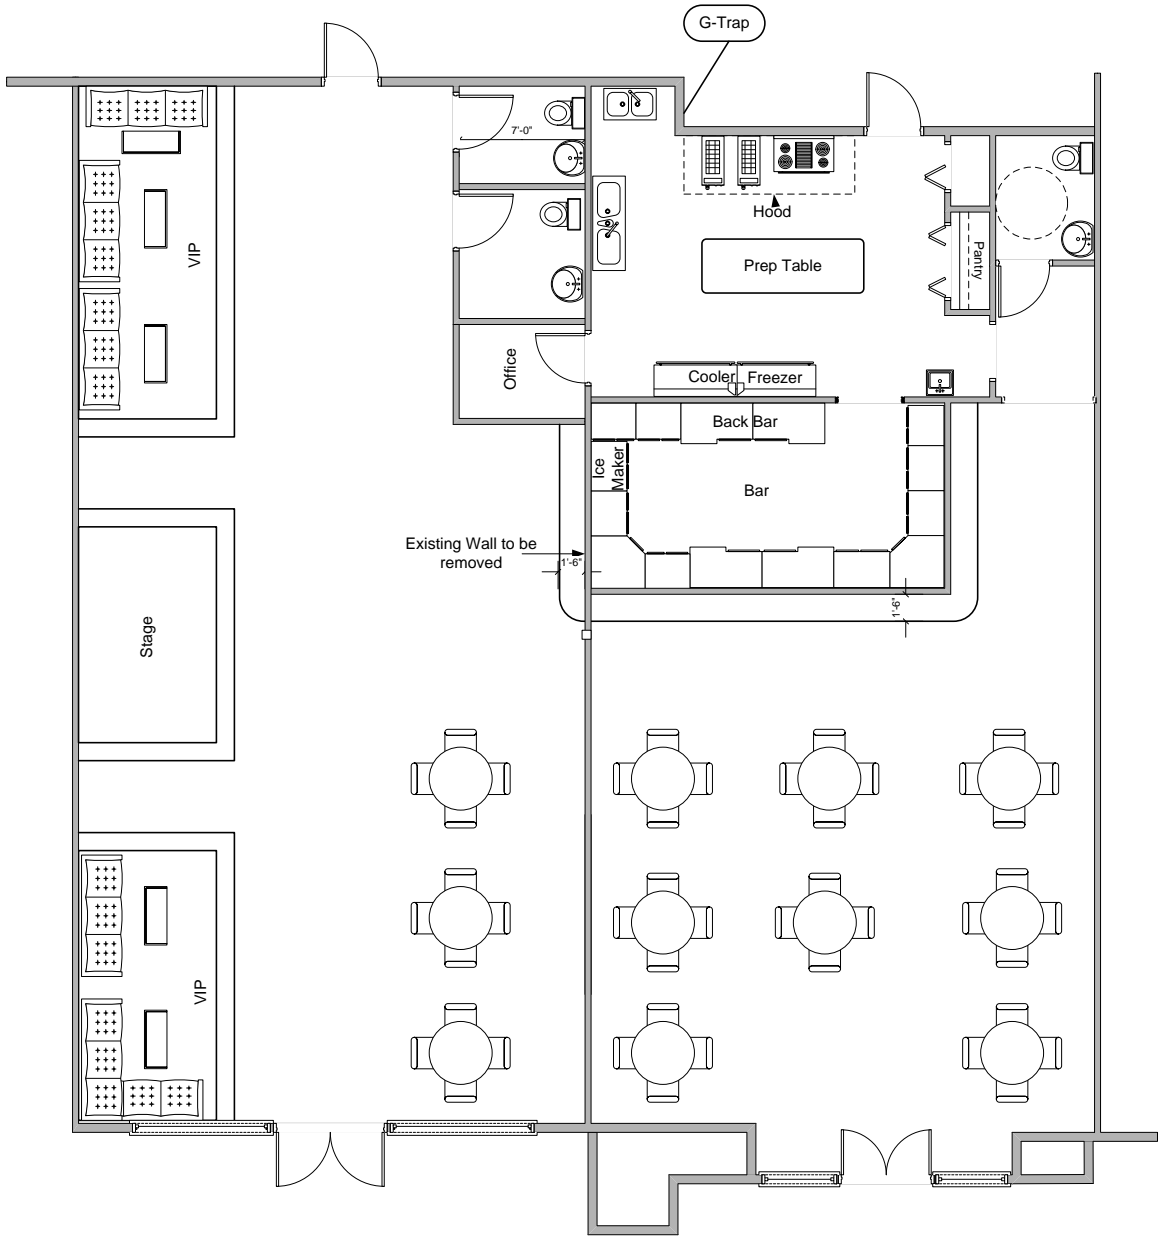 G-Trap
7'-0"
Hood
VIP
Prep Table
Pantry
Office
Cooler
Freezer
Back Bar
Ice
Maker
Bar
Existing Wall to be
removed
1'-6"
1'-6"
Stage
VIP